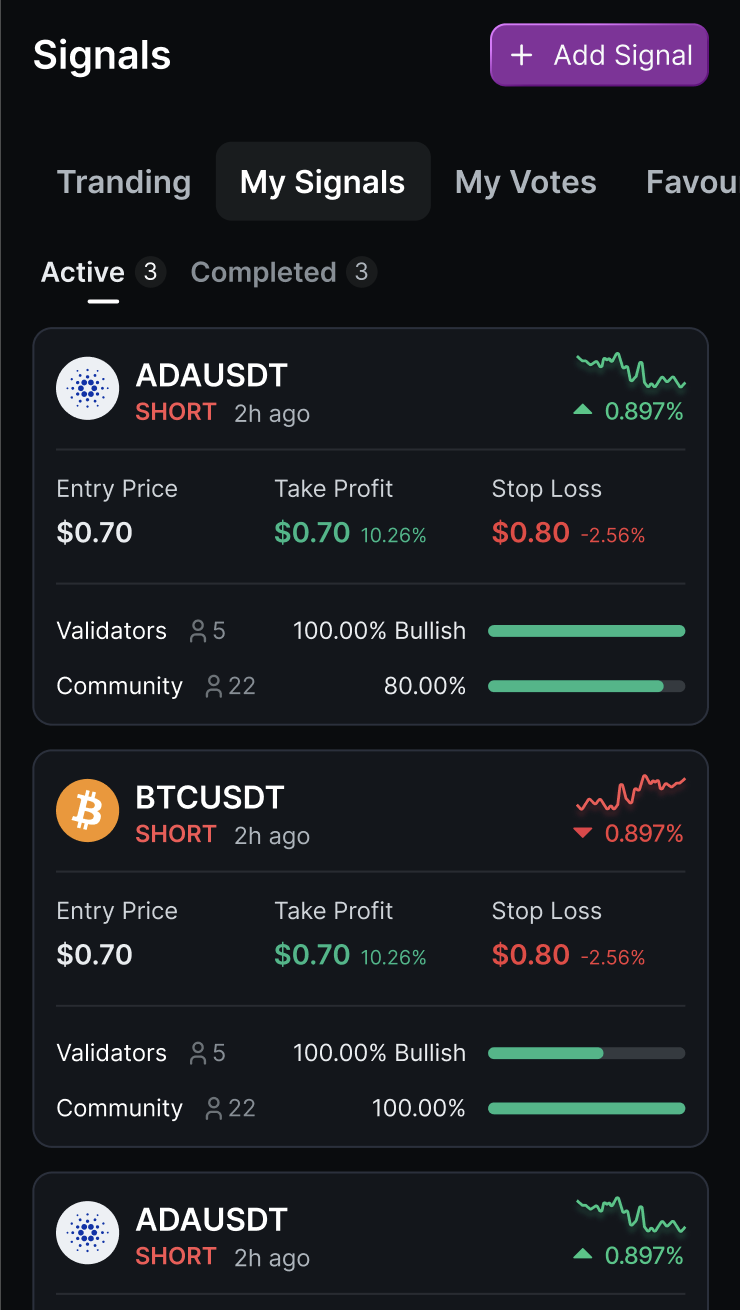 Signals
+ Add Signal
Tranding My Signals My Votes Favou
Active 3 Completed 3
ADAUSDT
SHORT 2h ago
0.897%
Entry Price Take Profit Stop Loss
$0.70 $0.70 10.26% $0.80 -2.56%
Validators 5 100.00% Bullish
Community 22 80.00%
BTCUSDT
SHORT 2h ago
0.897%
Entry Price Take Profit Stop Loss
$0.70 $0.70 10.26% $0.80 -2.56%
Validators 5 100.00% Bullish
Community 22 100.00%
ADAUSDT
SHORT 2h ago
0.897%